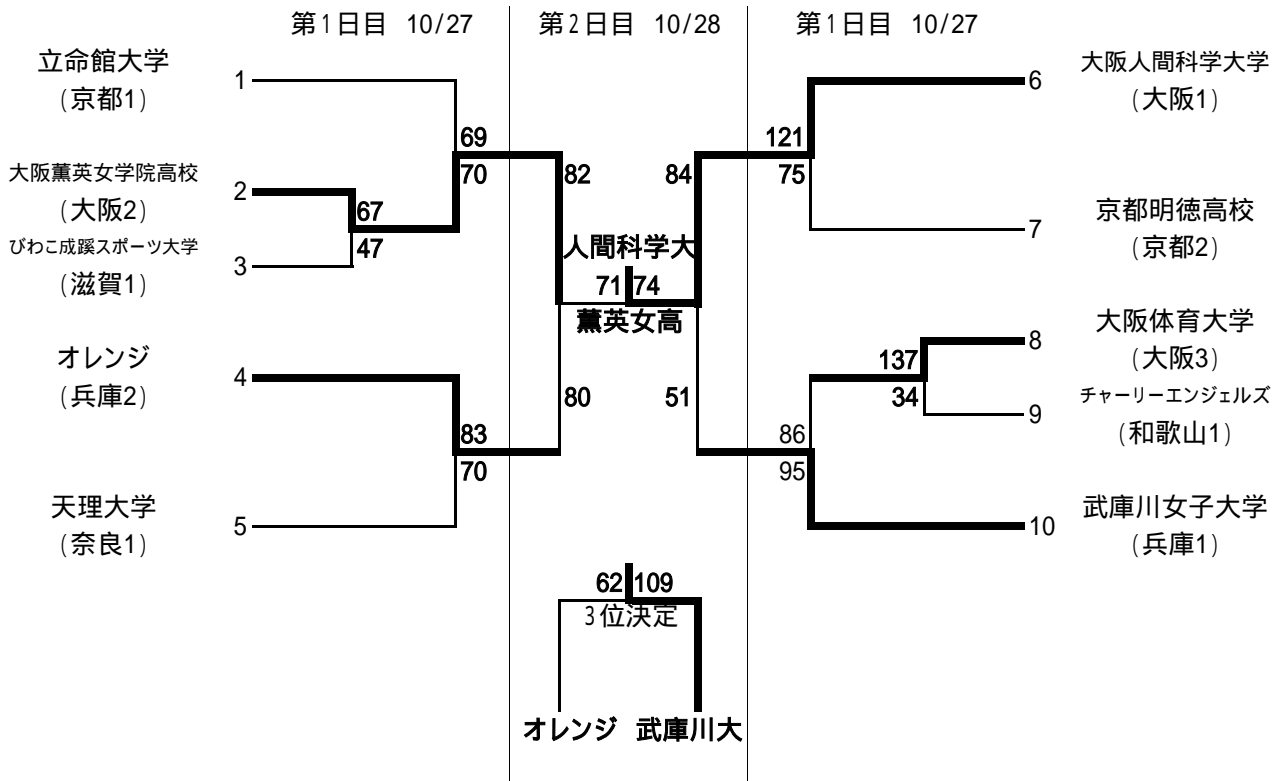 第1日目 10/27
第2日目 10/28
第1日目 10/27
立命館大学
(京都1)
1
69
70
大阪薫英女学院高校
(大阪2)
2
67
47
びわこ成蹊スポーツ大学
(滋賀1)
3
オレンジ
(兵庫2)
4
83
70
天理大学
(奈良1)
5
82
80
人間科学大
71 74
薫英女高
84
51
大阪人間科学大学
(大阪1)
6
121
75
京都明徳高校
(京都2)
7
大阪体育大学
(大阪3)
8
137
34
チャーリーエンジェルズ
(和歌山1)
9
86
95
武庫川女子大学
(兵庫1)
10
62 109
3位決定
オレンジ 武庫川大